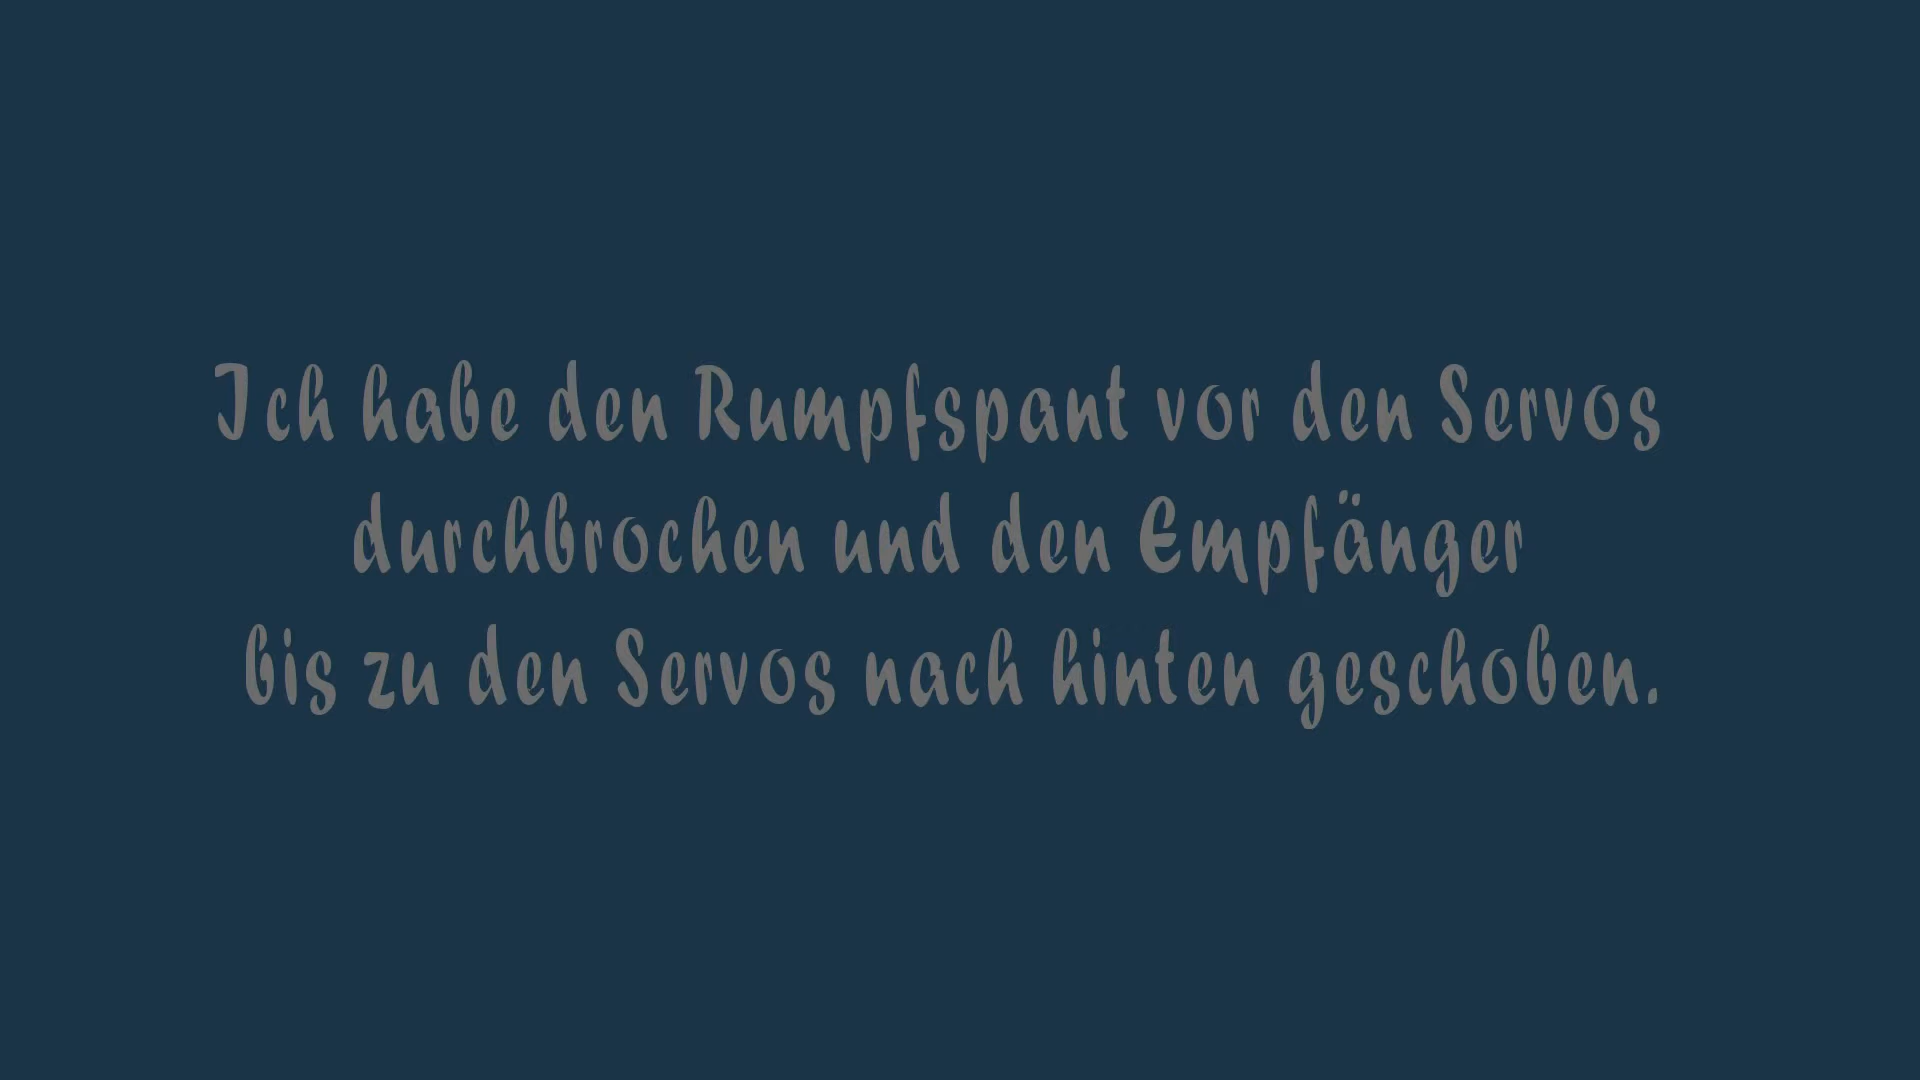 Ich habe den Rumpfspant vor den Servos
durchbrochen und den Empfänger
bis zu den Servos nach hinten geschoben.